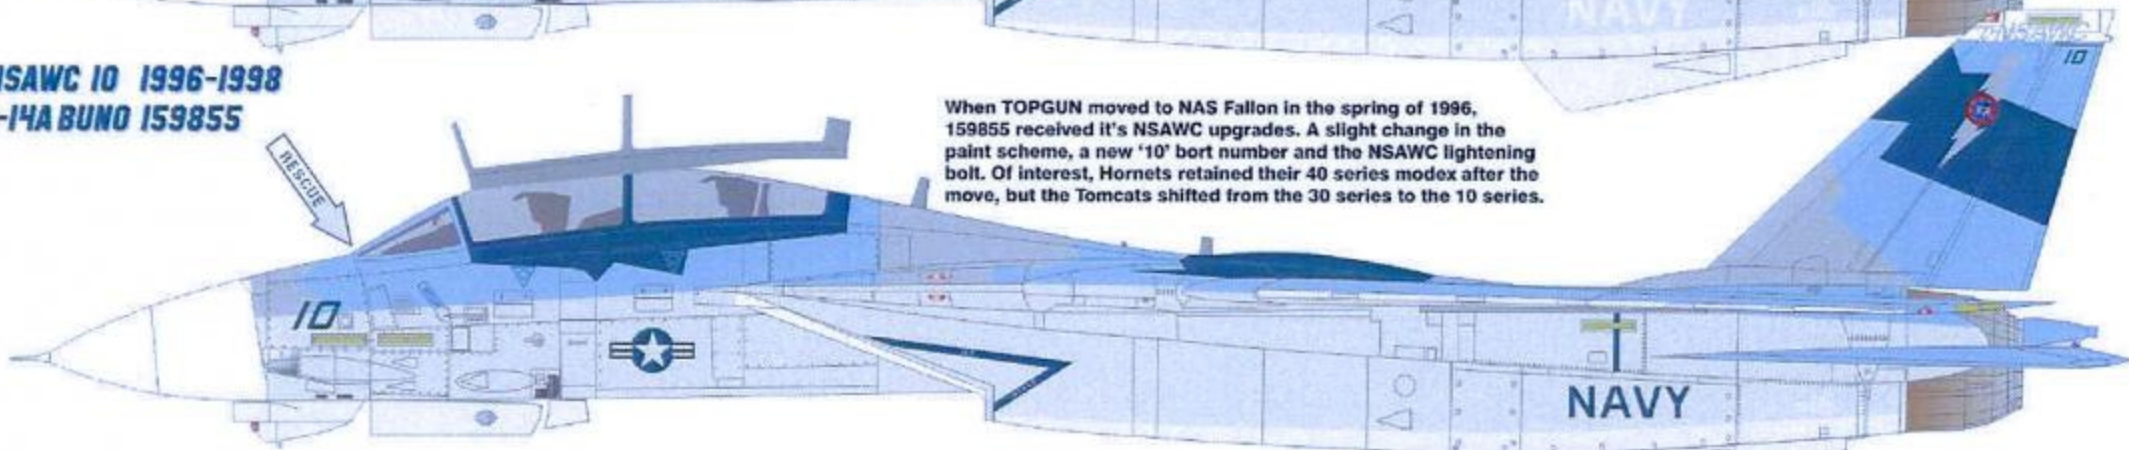 NAVY
NSAWC 10 1996-1998
-14A BUNO 159855
RESCUE
When TOPGUN moved to NAS Fallon in the spring of 1996,
159855 received it's NSAWC upgrades. A slight change in the
paint scheme, a new '10' bort number and the NSAWC lightening
bolt. Of interest, Hornets retained their 40 series modex after the
move, but the Tomcats shifted from the 30 series to the 10 series.
NSAWC
10
10
NAVY